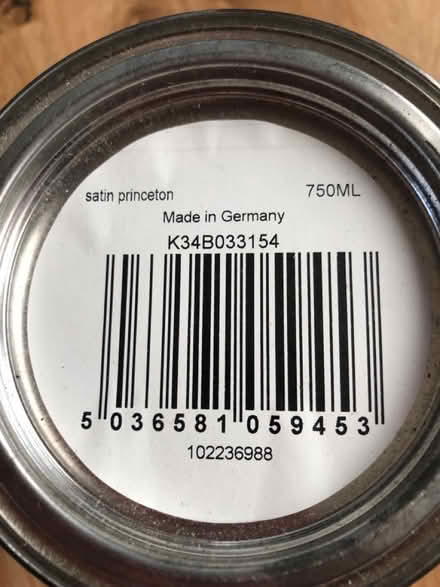 satin princeton 750ML
Made in Germany
K34B033154
5 036581 059453
102236988